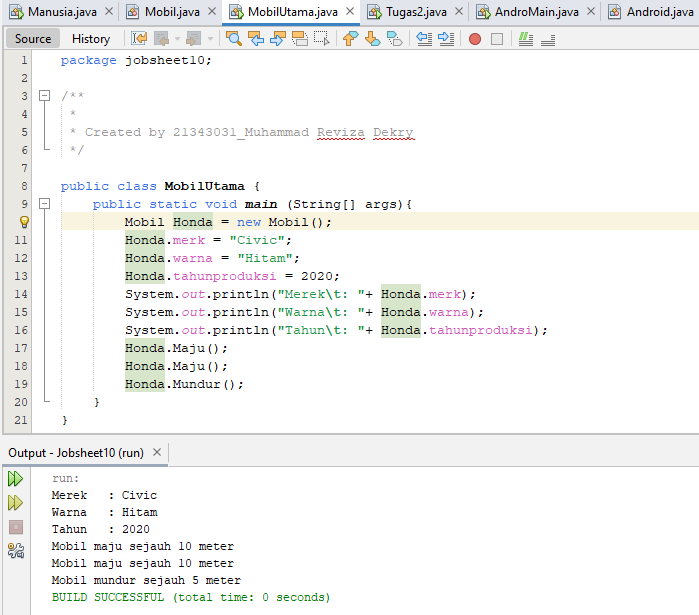 Manusia.java × Mobil.java × MobilUtama.java × Tugas2.java × AndroMain.java × Android.java
Source History
1 package jobsheet10;
2
3 /**
4 *
5 * Created by 21343031_Muhammad Reviza Dekry
6 */
7
8 public class MobilUtama {
9 public static void main (String[] args){
Mobil Honda = new Mobil();
11 Honda.merk = "Civic";
12 Honda.warna = "Hitam";
13 Honda.tahunproduksi = 2020;
14 System.out.println("Merek\t: "+ Honda.merk);
15 System.out.println("Warna\t: "+ Honda.warna);
16 System.out.println("Tahun\t: "+ Honda.tahunproduksi);
17 Honda.Maju();
18 Honda.Maju();
19 Honda.Mundur();
20 }
21 }
Output - Jobsheet10 (run) ×
run:
Merek : Civic
Warna : Hitam
Tahun : 2020
Mobil maju sejauh 10 meter
Mobil maju sejauh 10 meter
Mobil mundur sejauh 5 meter
BUILD SUCCESSFUL (total time: 0 seconds)